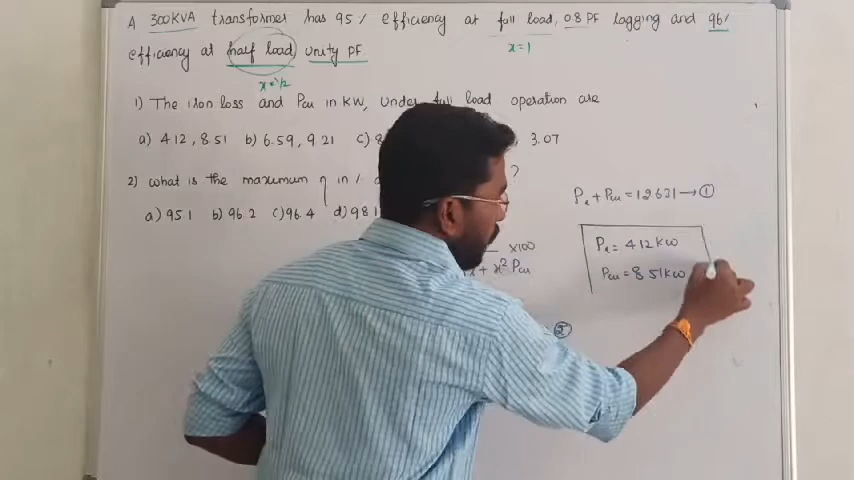 A 300KVA transformer has 95% efficiency at full load, 0.8 PF lagging and 96%
efficiency at half load unity PF.
x=1
x=1/2
1) The iron loss and Pcu in KW, under full load operation are
a) 4.12, 8.51 b) 6.59, 9.21 c) 3.07
2) what is the maximum η in %
a) 95.1 b) 96.2 c) 96.4 d) 98.1
?
Pi + Pcu = 12.631 → ①
Pi = 4.12 KW
Pcu = 8.51KW
x100
+ x² Pcu
②